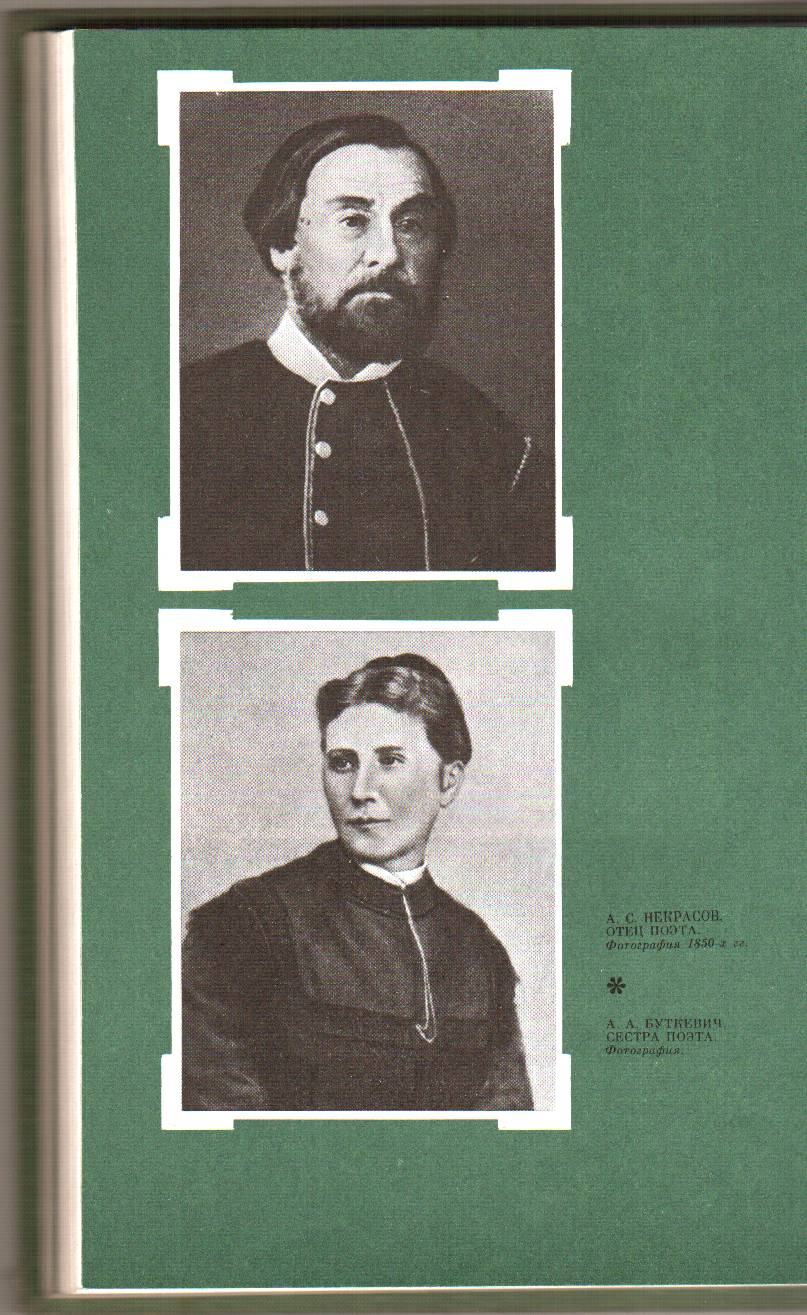 А. С. НЕКРАСОВ.
ОТЕЦ ПОЭТА.
Фотография 1850-х гг.
А. А. БУТКЕВИЧ.
СЕСТРА ПОЭТА.
Фотография.